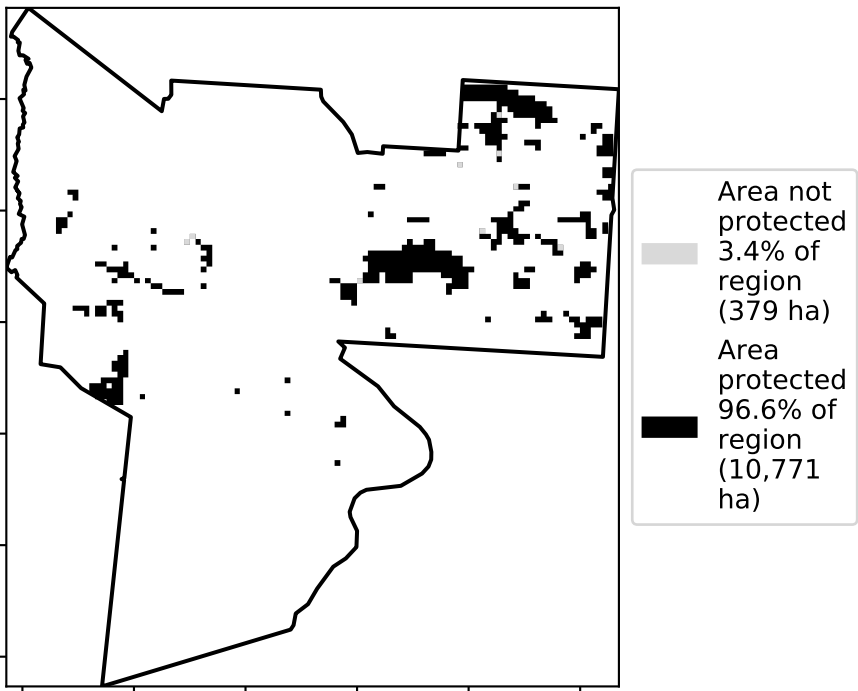 Area not
protected
3.4% of
region
(379 ha)
Area
protected
96.6% of
region
(10,771
ha)